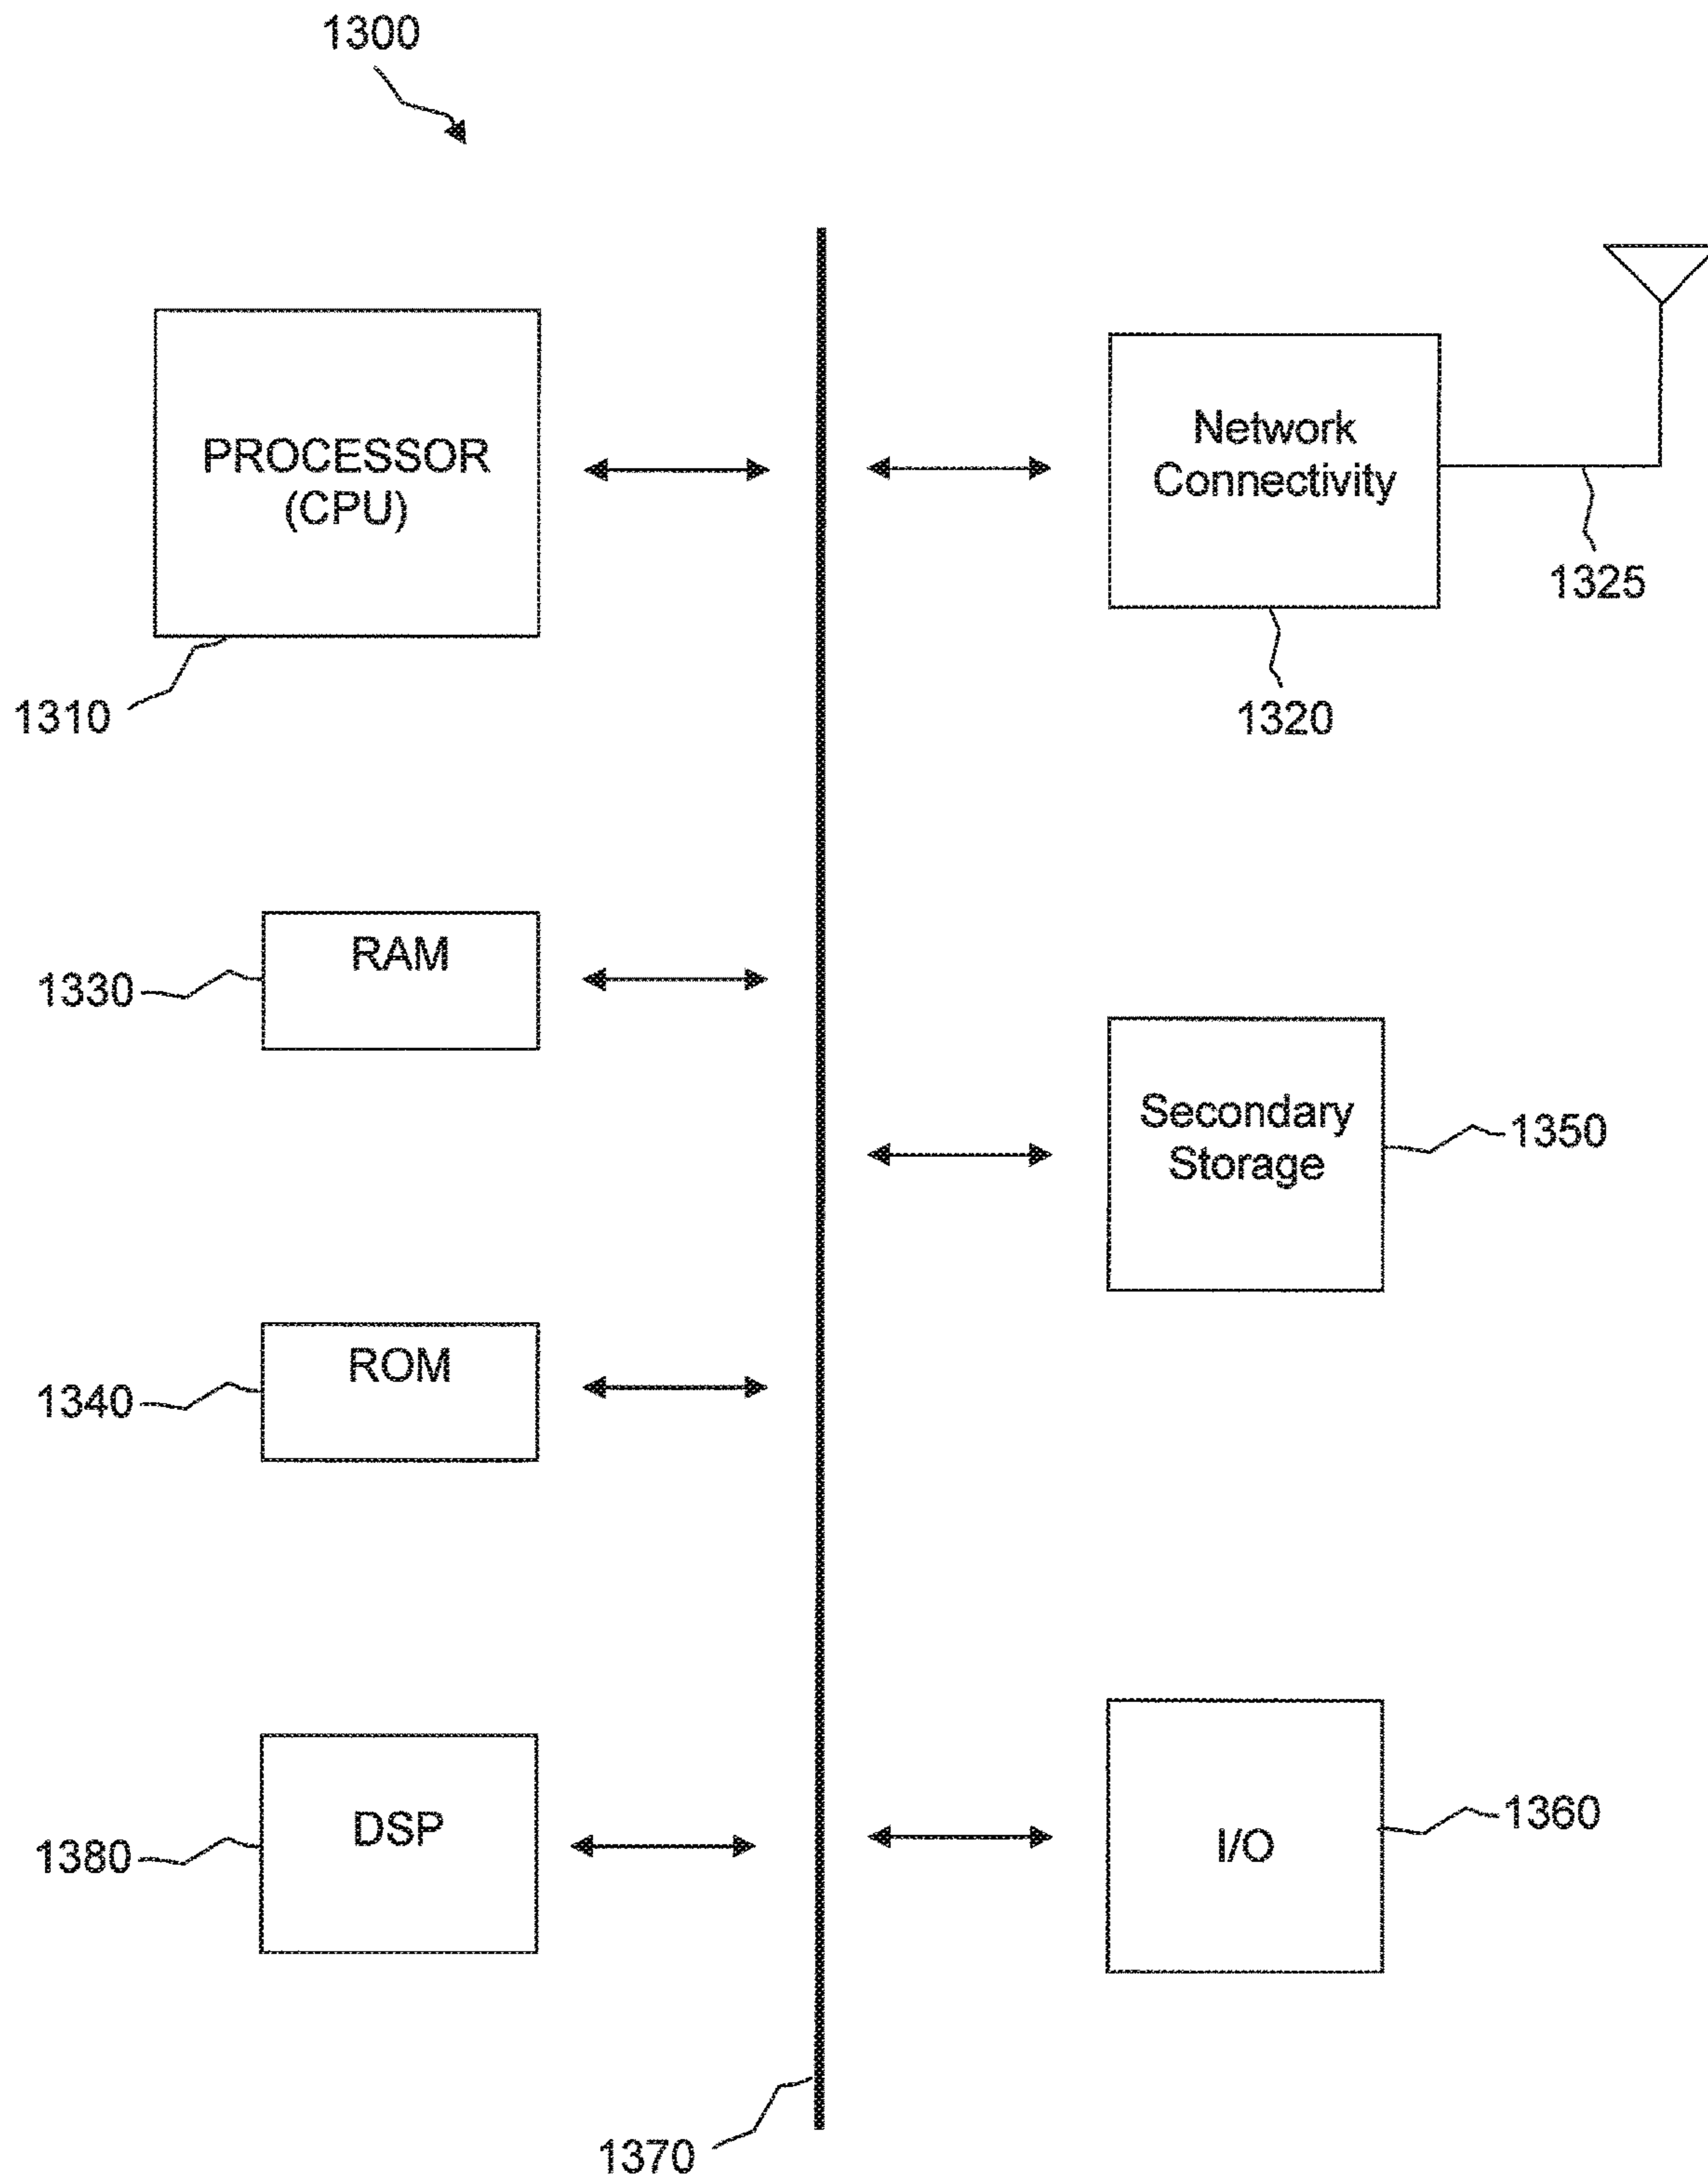 1300
PROCESSOR
(CPU)
1310
Network
Connectivity
1325
1320
RAM
1330
Secondary
Storage
1350
ROM
1340
DSP
1380
I/O
1360
1370